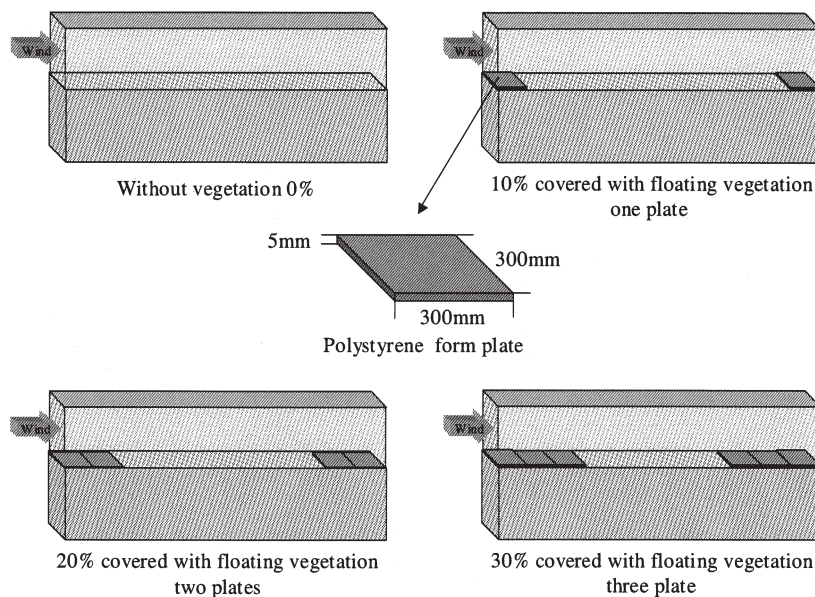 Wind
Wind
Without vegetation 0%
10% covered with floating vegetation
one plate
5mm
300mm
300mm
Polystyrene form plate
Wind
Wind
20% covered with floating vegetation
two plates
30% covered with floating vegetation
three plate